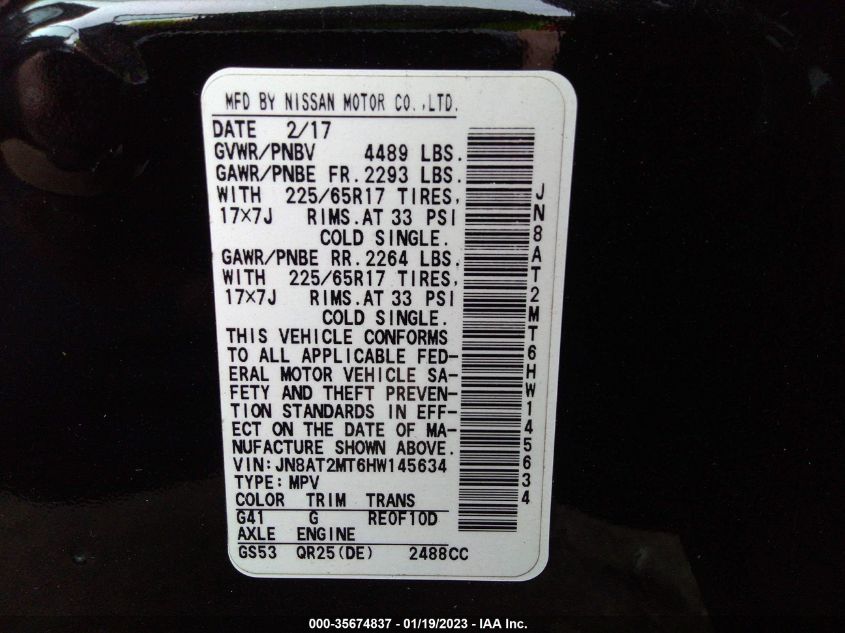 MFD BY NISSAN MOTOR CO.,LTD.
DATE 2/17
GVWR/PNBV 4489 LBS.
GAWR/PNBE FR.2293 LBS.
WITH 225/65R17 TIRES,
17×7J RIMS.AT 33 PSI
COLD SINGLE.
GAWR/PNBE RR.2264 LBS.
WITH 225/65R17 TIRES,
17×7J RIMS.AT 33 PSI
COLD SINGLE.
THIS VEHICLE CONFORMS
TO ALL APPLICABLE FED-
ERAL MOTOR VEHICLE SA-
FETY AND THEFT PREVEN-
TION STANDARDS IN EFF-
ECT ON THE DATE OF MA-
NUFACTURE SHOWN ABOVE.
VIN:JN8AT2MT6HW145634
TYPE:MPV
COLOR TRIM TRANS
G41 G RE0F10D
AXLE ENGINE
GS53 QR25(DE) 2488CC
JN8AT2MT6HW145634
000-35674837 - 01/19/2023 - IAA Inc.